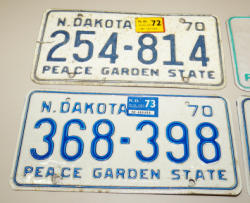 N. DAKOTA N.D. 72 70
254-814
PEACE GARDEN STATE
N. DAKOTA N.D. 73 70
368-398
PEACE GARDEN STATE